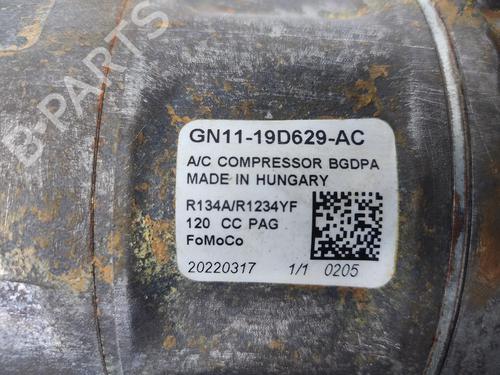 GN11-19D629-AC
A/C COMPRESSOR BGDPA
MADE IN HUNGARY
R134A/R1234YF
120 CC PAG
FoMoCo
20220317 1/1 0205
B-PARTS